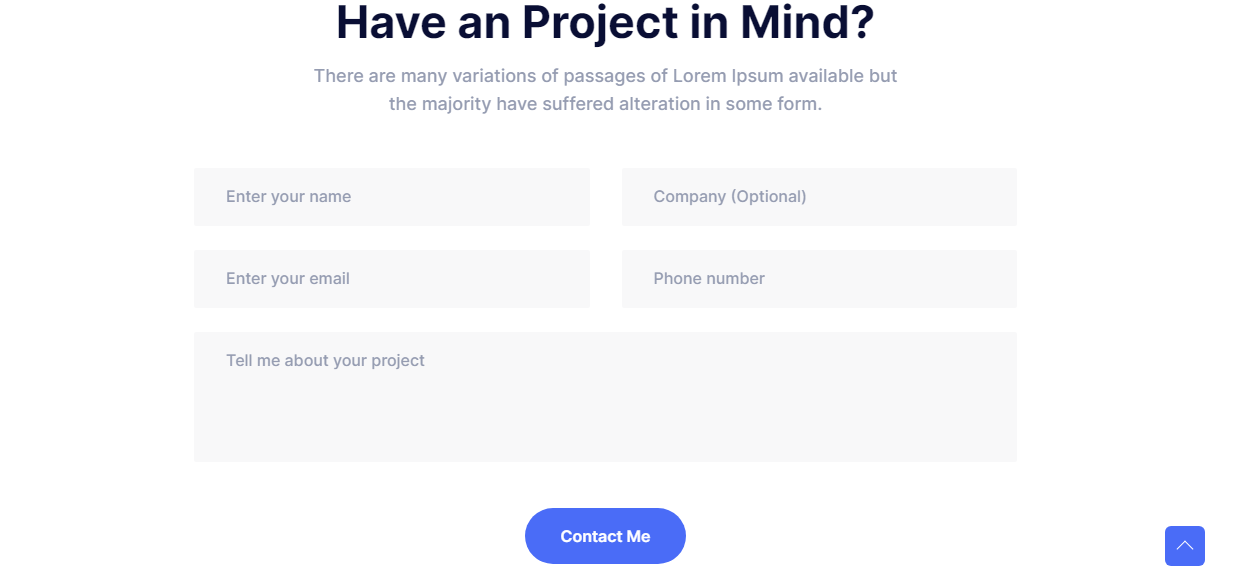 Have an Project in Mind?
There are many variations of passages of Lorem Ipsum available but
the majority have suffered alteration in some form.
Enter your name
Company (Optional)
Enter your email
Phone number
Tell me about your project
Contact Me